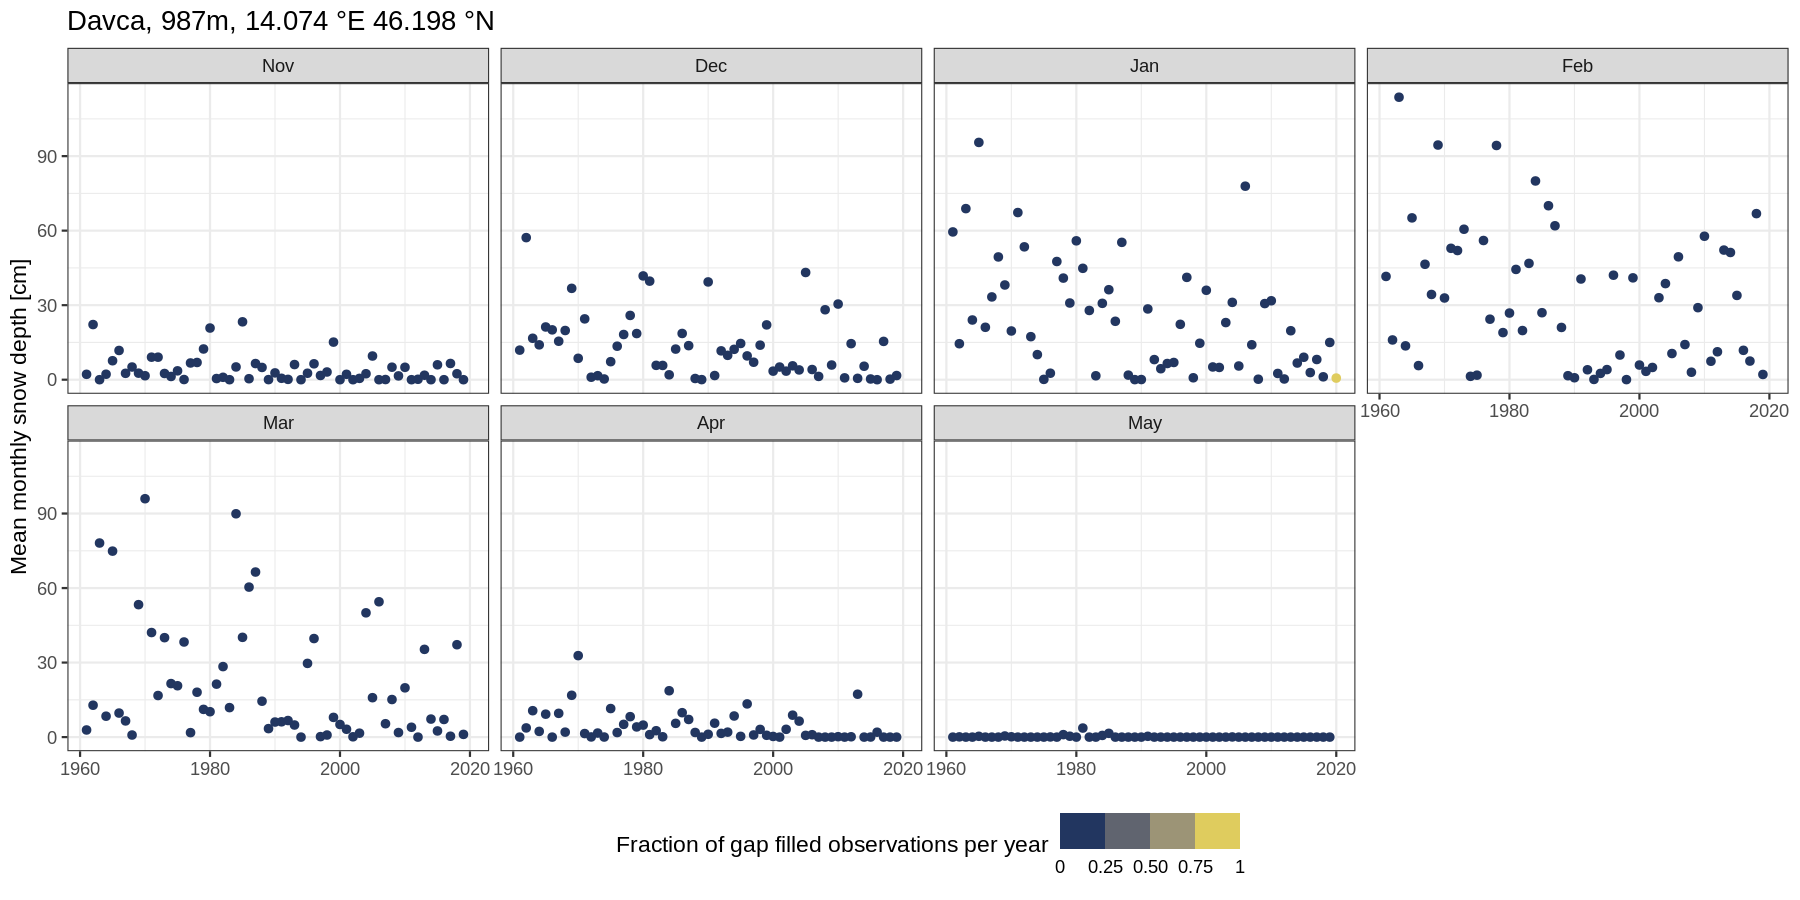 Davca, 987m, 14.074 °E 46.198 °N
Nov
Dec
Jan
Feb
90
60
30
0
1960 1980 2000 2020
Mean monthly snow depth [cm]
Mar
Apr
May
90
60
30
0
1960 1980 2000 2020
1960 1980 2000 2020
1960 1980 2000 2020
Fraction of gap filled observations per year
0 0.25 0.50 0.75 1